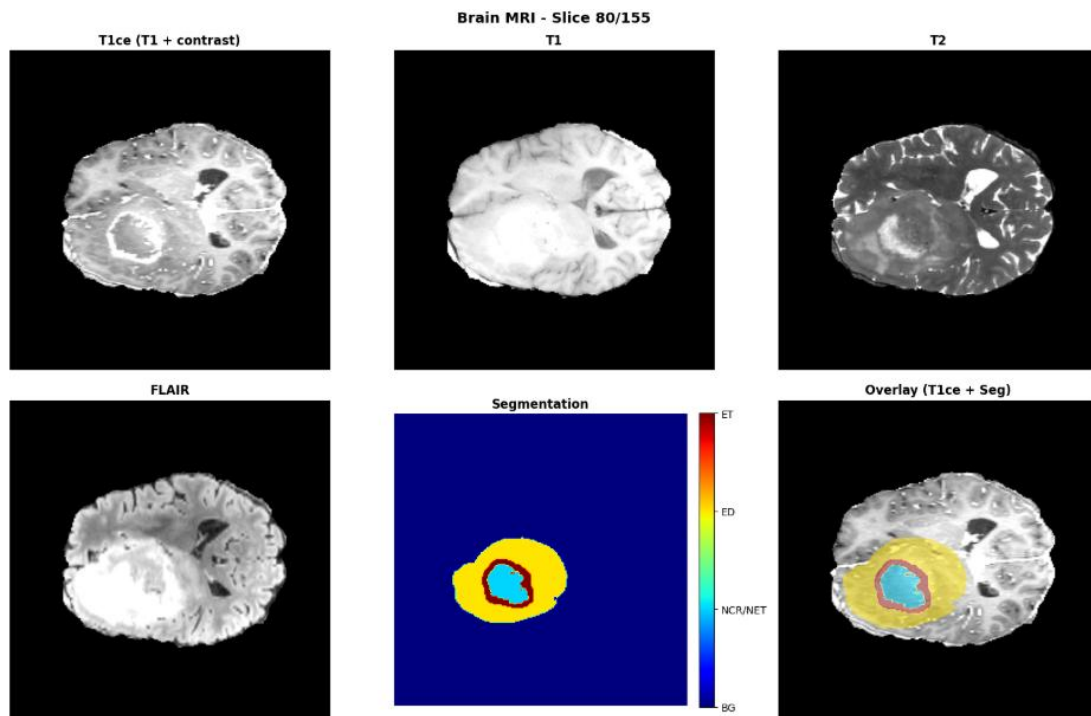 Brain MRI - Slice 80/155
T1ce (T1 + contrast)
T1
T2
FLAIR
Segmentation
Overlay (T1ce + Seg)
ET
ED
NCR/NET
BG